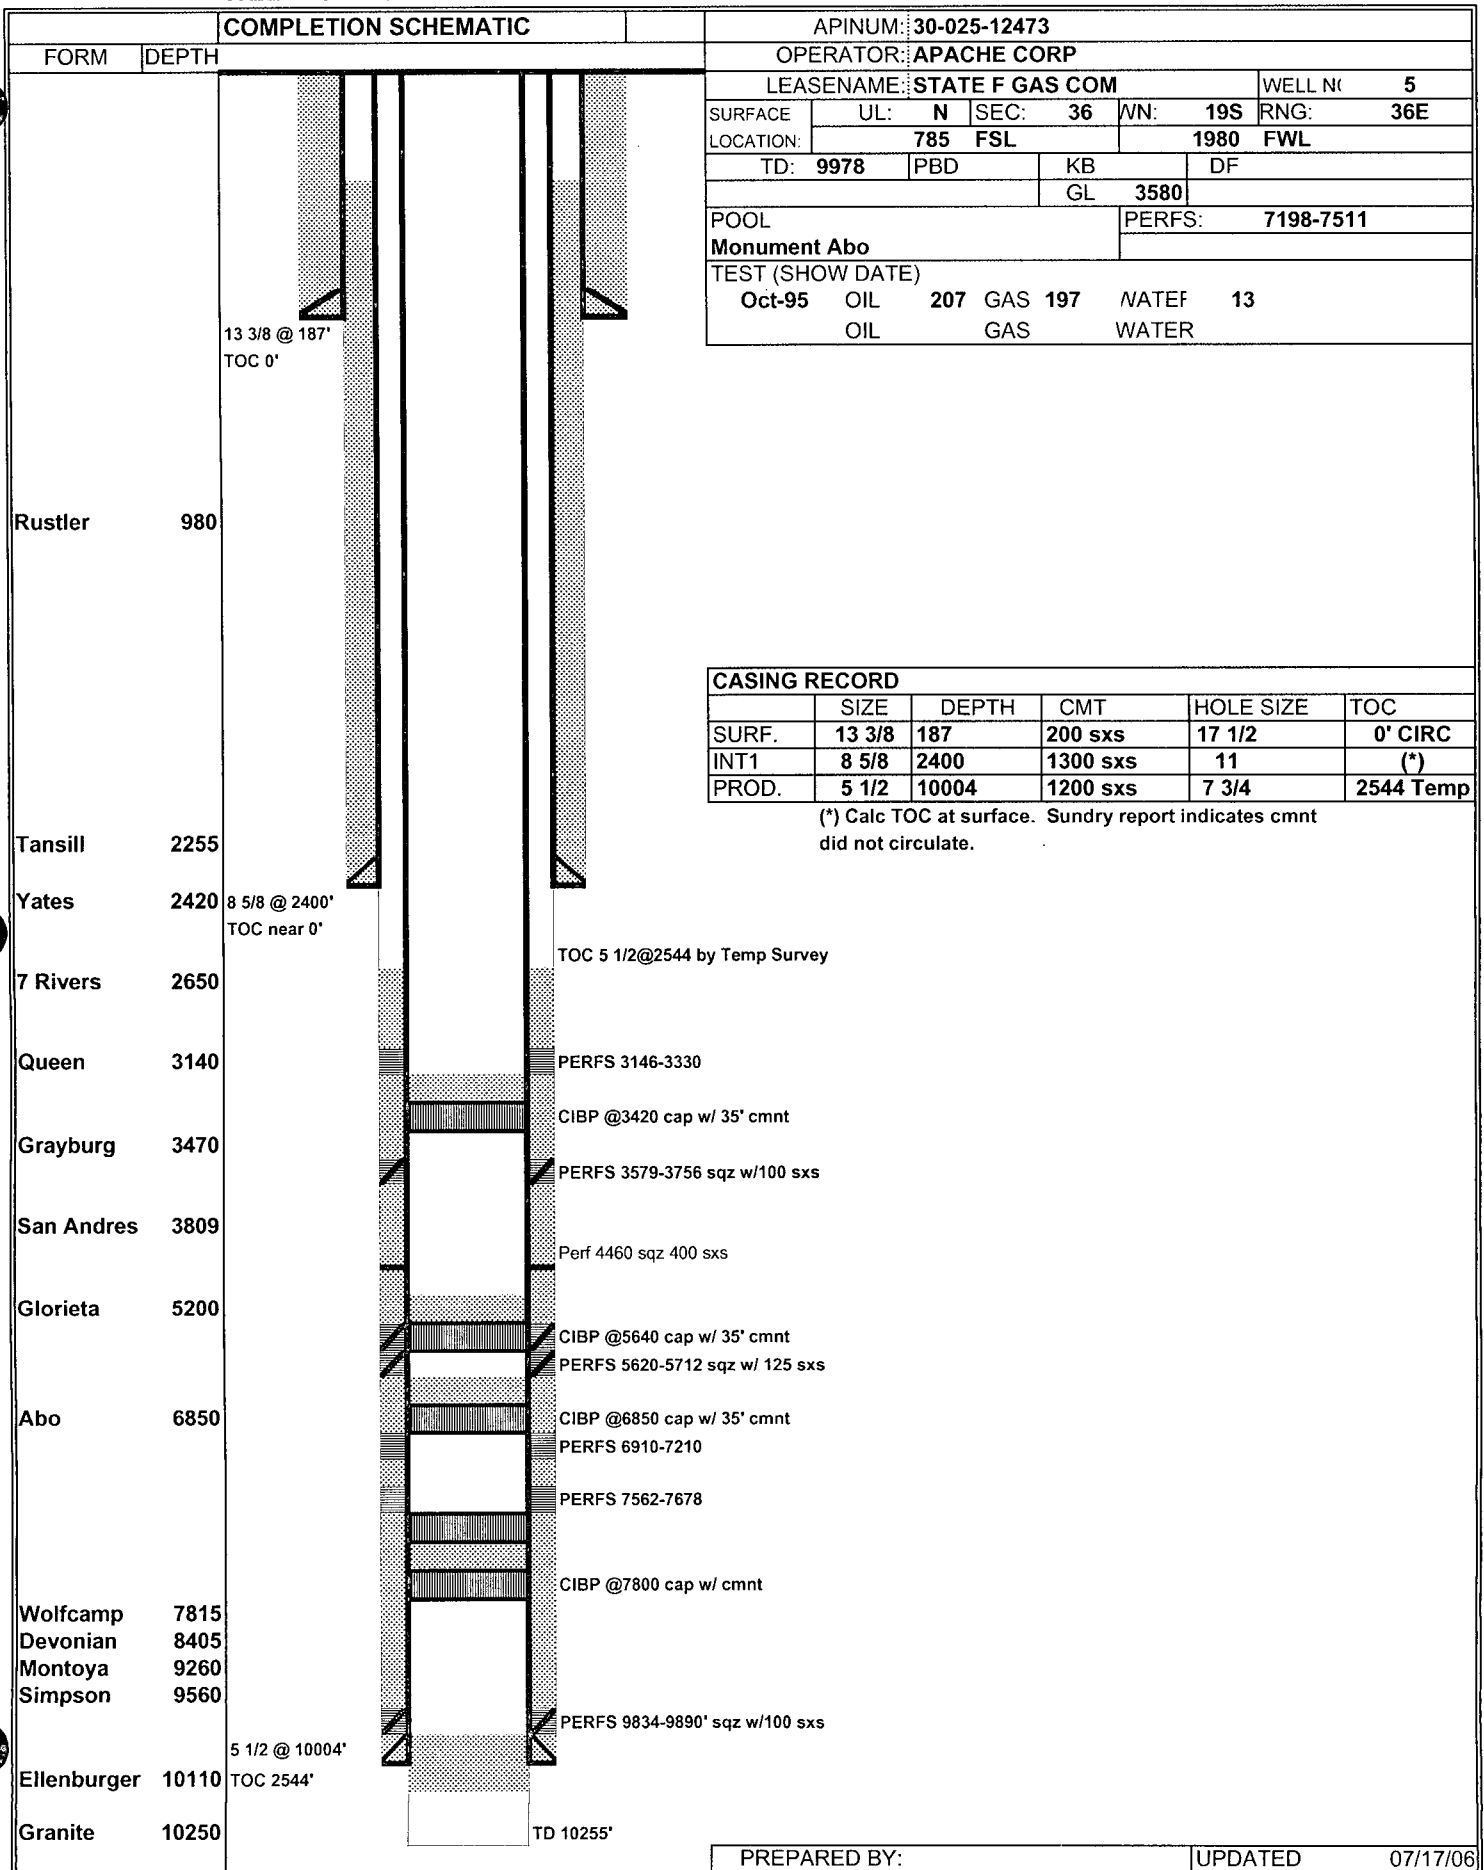 COMPLETION SCHEMATIC
FORM DEPTH
APINUM: 30-025-12473
OPERATOR: APACHE CORP
LEASENAME: STATE F GAS COM WELL N( 5
SURFACE UL: N SEC: 36 WN: 19S RNG: 36E
LOCATION: 785 FSL 1980 FWL
TD: 9978 PBD KB DF
GL 3580
POOL PERFS: 7198-7511
Monument Abo
TEST (SHOW DATE)
Oct-95 OIL 207 GAS 197 WATEF 13
OIL GAS WATER
13 3/8 @ 187'
TOC 0'
Rustler 980
CASING RECORD
SIZE DEPTH CMT HOLE SIZE TOC
SURF. 13 3/8 187 200 sxs 17 1/2 0' CIRC
INT1 8 5/8 2400 1300 sxs 11 (*)
PROD. 5 1/2 10004 1200 sxs 7 3/4 2544 Temp
(*) Calc TOC at surface. Sundry report indicates cmnt
did not circulate.
Tansill 2255
Yates 2420 8 5/8 @ 2400'
TOC near 0'
TOC 5 1/2@2544 by Temp Survey
7 Rivers 2650
Queen 3140 PERFS 3146-3330
CIBP @3420 cap w/ 35' cmnt
Grayburg 3470
PERFS 3579-3756 sqz w/100 sxs
San Andres 3809
Perf 4460 sqz 400 sxs
Glorieta 5200
CIBP @5640 cap w/ 35' cmnt
PERFS 5620-5712 sqz w/ 125 sxs
Abo 6850 CIBP @6850 cap w/ 35' cmnt
PERFS 6910-7210
PERFS 7562-7678
CIBP @7800 cap w/ cmnt
Wolfcamp 7815
Devonian 8405
Montoya 9260
Simpson 9560
PERFS 9834-9890' sqz w/100 sxs
5 1/2 @ 10004'
Ellenburger 10110 TOC 2544'
Granite 10250 TD 10255'
PREPARED BY: UPDATED 07/17/06